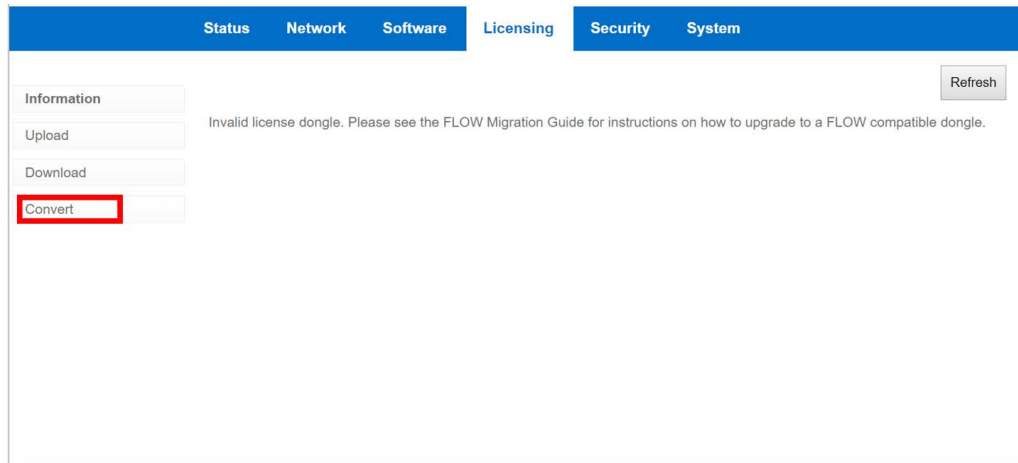 Status Network Software Licensing Security System
Refresh
Information
Invalid license dongle. Please see the FLOW Migration Guide for instructions on how to upgrade to a FLOW compatible dongle.
Upload
Download
Convert